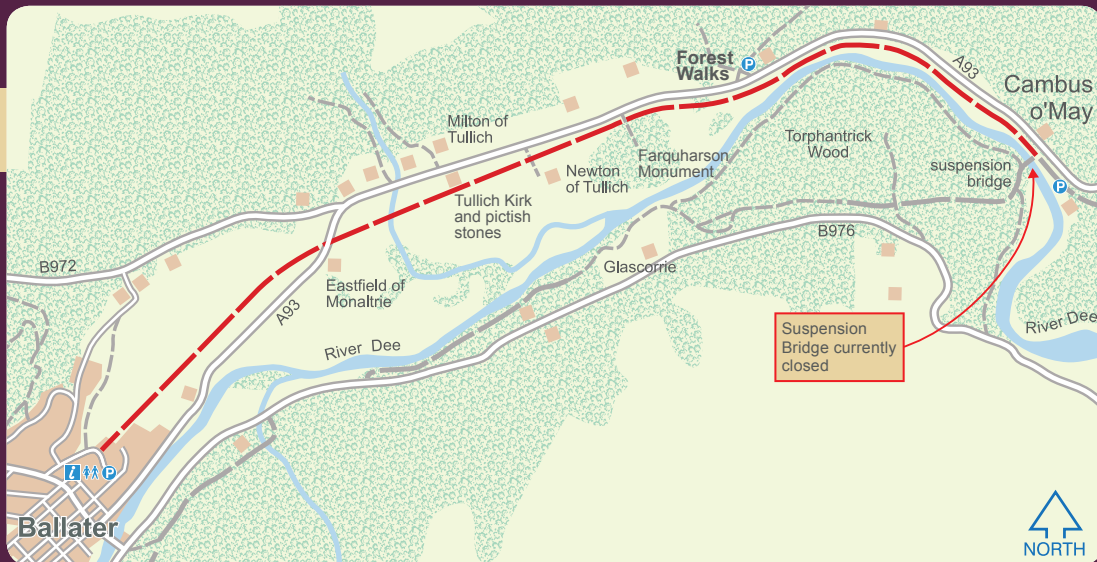 Forest
Walks
P
A93
Cambus
o'May
Milton of
Tullich
Torphantrick
Wood
Farquharson
Monument
suspension
bridge
Newton
of Tullich
P
Tullich Kirk
and pictish
stones
B976
B972
Glascorrie
Eastfield of
Monaltrie
A93
River Dee
River Dee
Suspension
Bridge currently
closed
i P
Ballater
NORTH